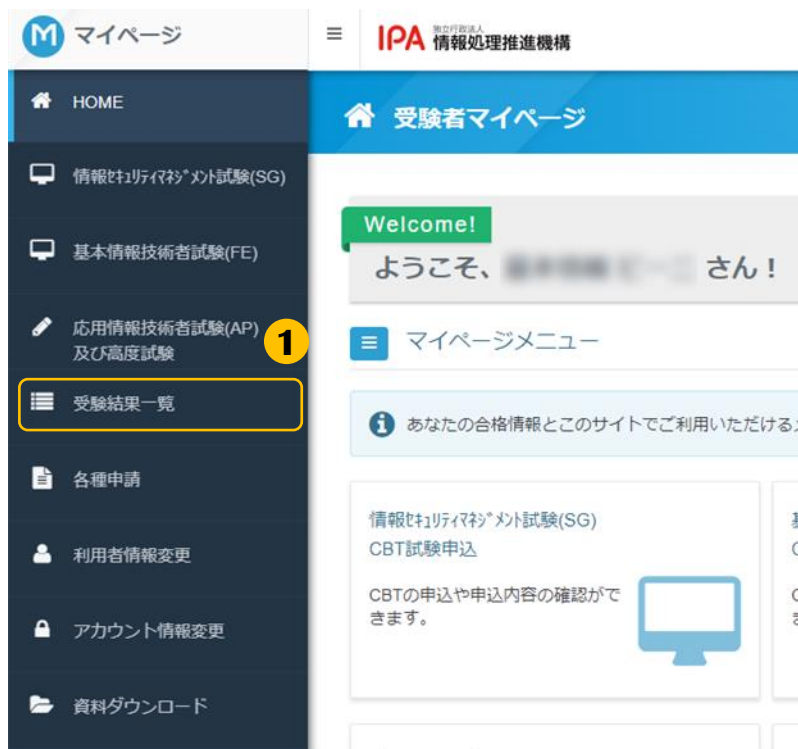 M マイページ
≡ IPA 独立行政法人
情報処理推進機構
HOME
受験者マイページ
情報ｾｷｭﾘﾃｨﾏﾈｼﾞﾒﾝﾄ試験(SG)
基本情報技術者試験(FE)
応用情報技術者試験(AP)
及び高度試験
1
受験結果一覧
各種申請
利用者情報変更
アカウント情報変更
資料ダウンロード
Welcome!
ようこそ、 さん！
マイページメニュー
あなたの合格情報とこのサイトでご利用いただける
情報ｾｷｭﾘﾃｨﾏﾈｼﾞﾒﾝﾄ試験(SG)
CBT試験申込
CBTの申込や申込内容の確認がで
きます。